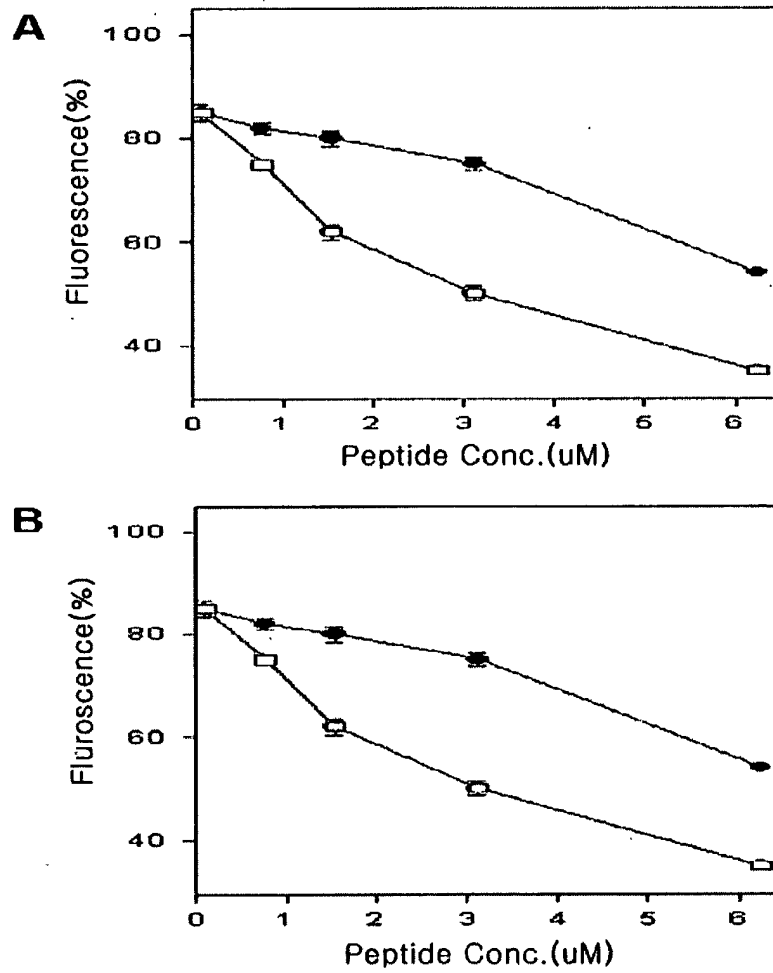 A
100
80
60
40
Fluorescence(%)
0 1 2 3 4 5 6
Peptide Conc.(uM)
B
100
80
60
40
Fluroscence(%)
0 1 2 3 4 5 6
Peptide Conc.(uM)